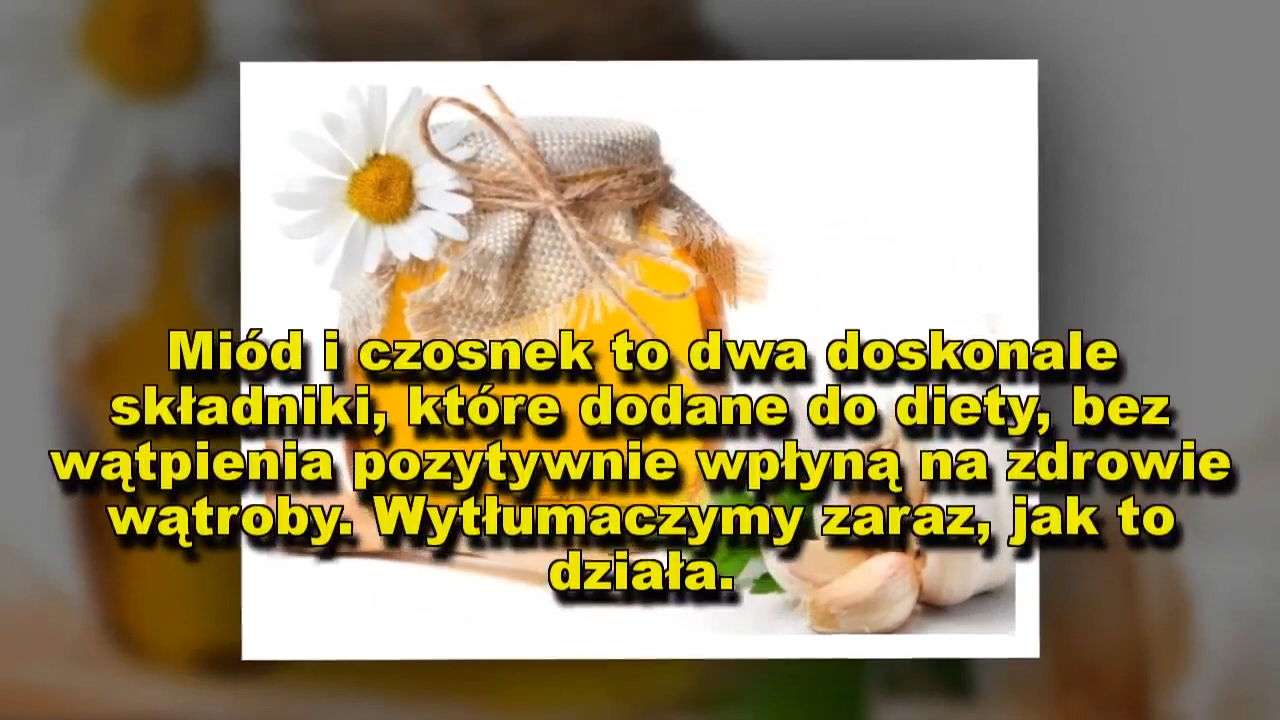 Miód i czosnek to dwa doskonale
składniki, które dodane do diety, bez
wątpienia pozytywnie wpłyną na zdrowie
wątroby. Wytłumaczymy zaraz, jak to
działa.